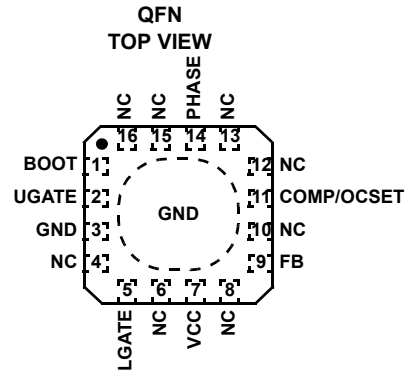 QFN
TOP VIEW
NC
NC
PHASE
NC
16
15
14
13
BOOT 1
12 NC
UGATE 2
11 COMP/OCSET
GND 3
GND
10 NC
NC 4
9 FB
5
6
7
8
LGATE
NC
VCC
NC